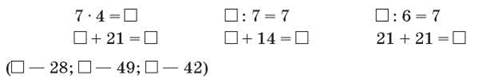 7 · 4 = □ □ : 7 = 7 □ : 6 = 7
□ + 21 = □ □ + 14 = □ 21 + 21 = □
(□ — 28; □ — 49; □ — 42)